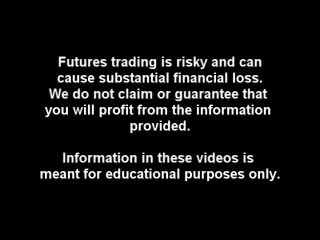 Futures trading is risky and can
cause substantial financial loss.
We do not claim or guarantee that
you will profit from the information
provided.
Information in these videos is
meant for educational purposes only.